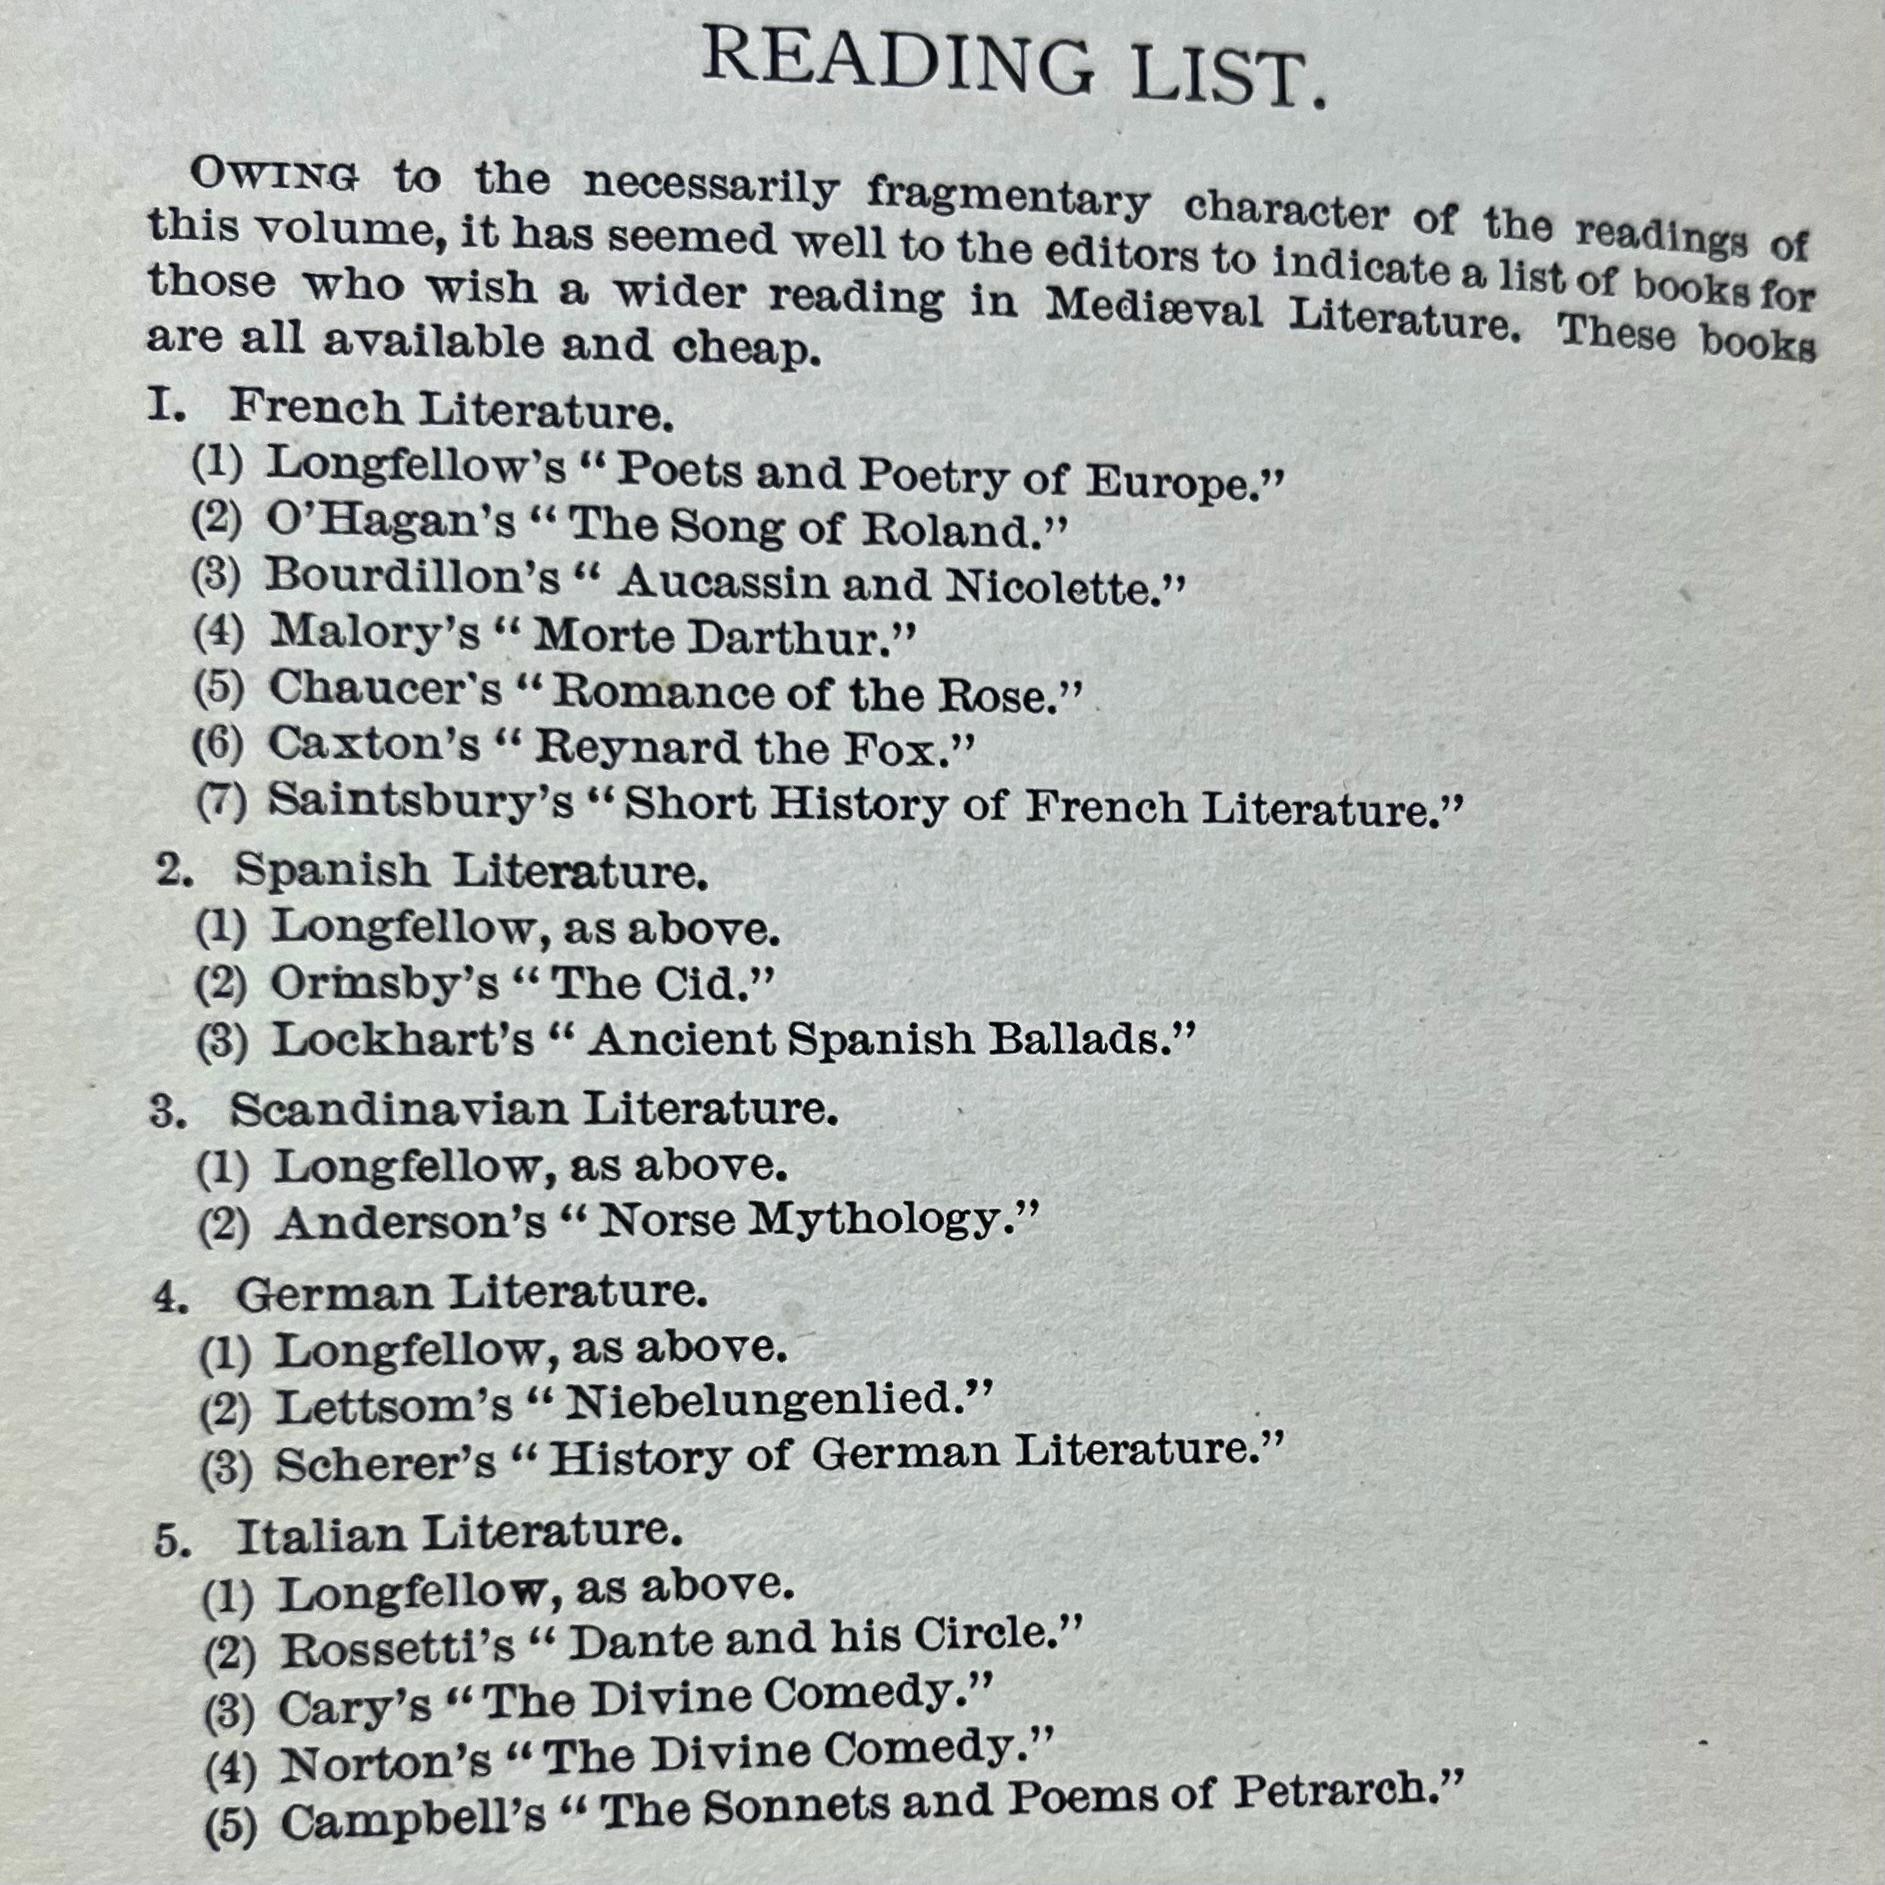 READING LIST.
OWING to the necessarily fragmentary character of the readings of
this volume, it has seemed well to the editors to indicate a list of books for
those who wish a wider reading in Mediæval Literature. These books
are all available and cheap.
I. French Literature.
(1) Longfellow's “Poets and Poetry of Europe.”
(2) O'Hagan's “The Song of Roland.”
(3) Bourdillon's “Aucassin and Nicolette.”
(4) Malory's “Morte Darthur.”
(5) Chaucer's “Romance of the Rose.”
(6) Caxton's “Reynard the Fox.”
(7) Saintsbury's “Short History of French Literature.”
2. Spanish Literature.
(1) Longfellow, as above.
(2) Ormsby's “The Cid.”
(3) Lockhart's “Ancient Spanish Ballads.”
3. Scandinavian Literature.
(1) Longfellow, as above.
(2) Anderson's “Norse Mythology.”
4. German Literature.
(1) Longfellow, as above.
(2) Lettsom's “Niebelungenlied.”
(3) Scherer's “History of German Literature.”
5. Italian Literature.
(1) Longfellow, as above.
(2) Rossetti's “Dante and his Circle.”
(3) Cary's “The Divine Comedy.”
(4) Norton's “The Divine Comedy.”
(5) Campbell's “The Sonnets and Poems of Petrarch.”